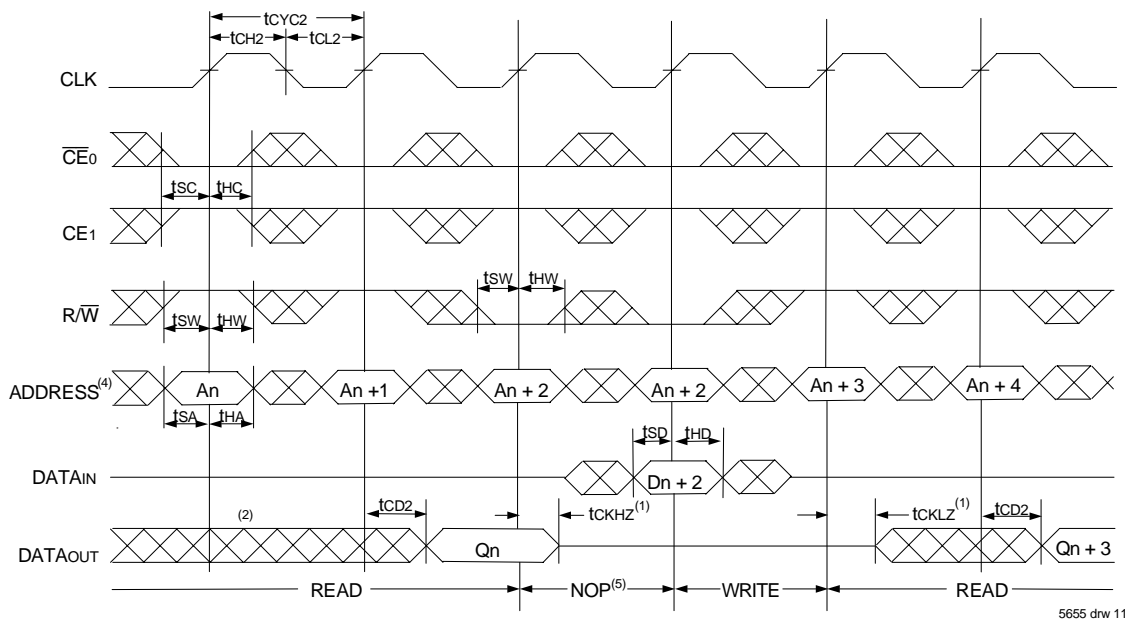 tCYC2
tCH2 tCL2
CLK
CE0
tSC tHC
CE1
tSW tHW
R/W
tSW tHW
ADDRESS(4) An An +1 An + 2 An + 2 An + 3 An + 4
tSA tHA
tSD tHD
DATAIN Dn + 2
tCD2 tCKHZ(1) tCKLZ(1) tCD2
(2)
DATAOUT Qn Qn + 3
READ NOP(5) WRITE READ
5655 drw 11